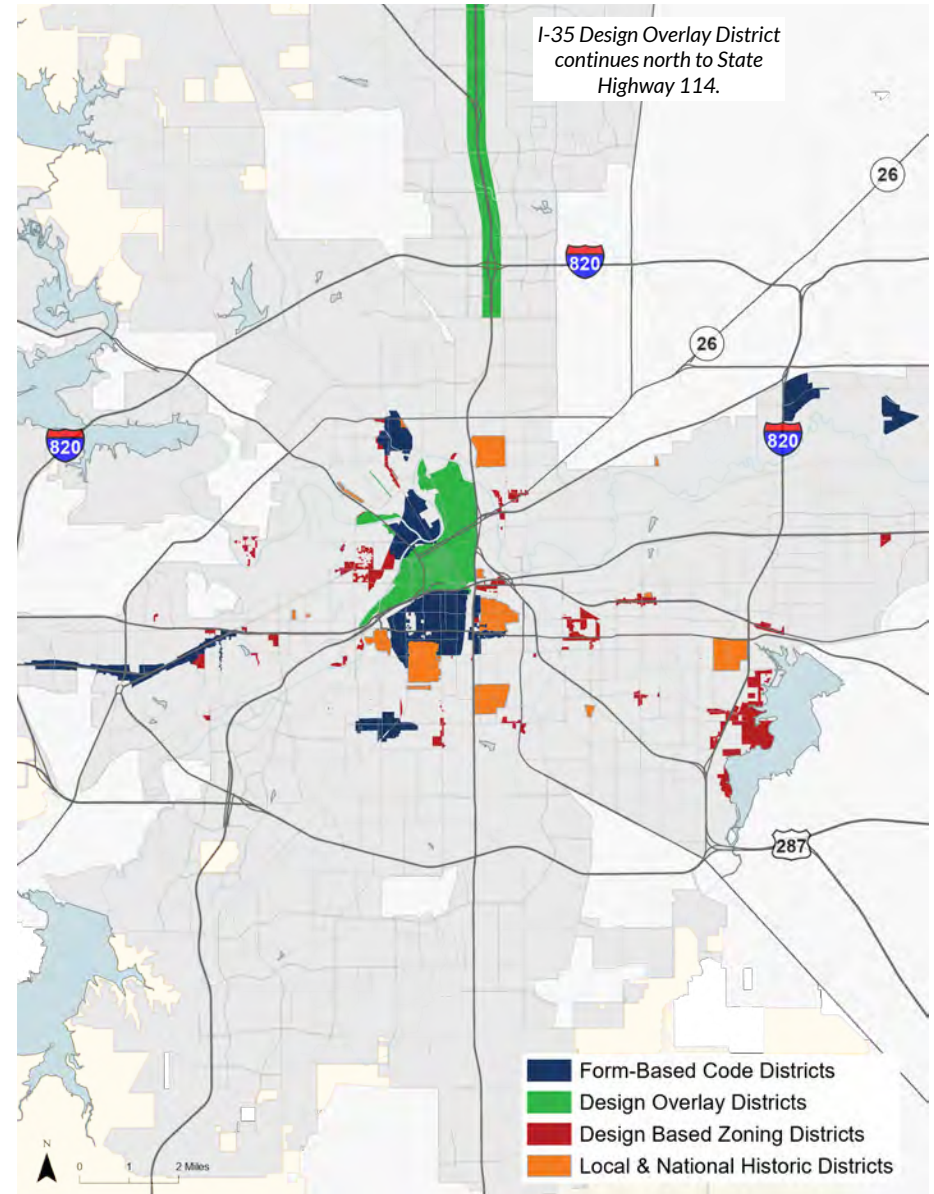 I-35 Design Overlay District
continues north to State
Highway 114.
26
820
26
820
820
287
Form-Based Code Districts
Design Overlay Districts
Design Based Zoning Districts
Local & National Historic Districts
N
0 1 2 Miles